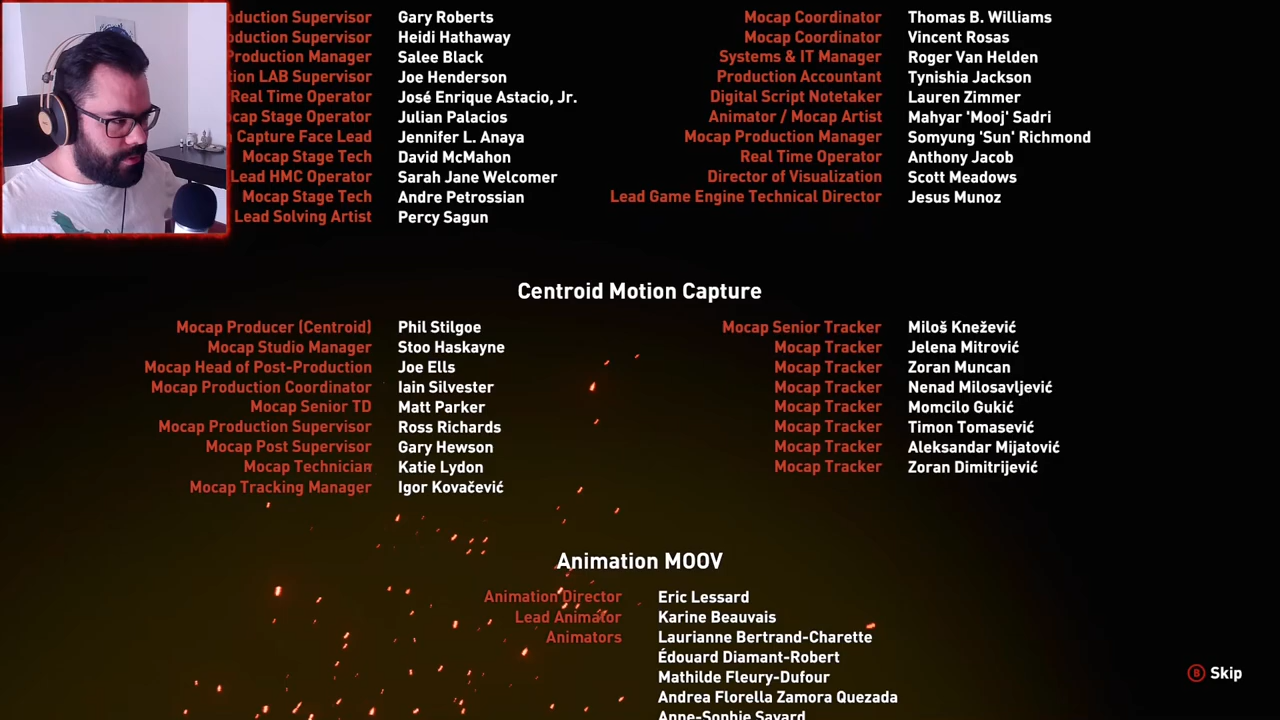 oduction Supervisor Gary Roberts
oduction Supervisor Heidi Hathaway
Production Manager Salee Black
ion LAB Supervisor Joe Henderson
Real Time Operator José Enrique Astacio, Jr.
ocap Stage Operator Julian Palacios
Capture Face Lead Jennifer L. Anaya
Mocap Stage Tech David McMahon
Lead HMC Operator Sarah Jane Welcomer
Mocap Stage Tech Andre Petrossian
Lead Solving Artist Percy Sagun
Mocap Coordinator Thomas B. Williams
Mocap Coordinator Vincent Rosas
Systems & IT Manager Roger Van Helden
Production Accountant Tynishia Jackson
Digital Script Notetaker Lauren Zimmer
Animator / Mocap Artist Mahyar 'Mooj' Sadri
Mocap Production Manager Somyung 'Sun' Richmond
Real Time Operator Anthony Jacob
Director of Visualization Scott Meadows
Lead Game Engine Technical Director Jesus Munoz
Centroid Motion Capture
Mocap Producer (Centroid) Phil Stilgoe
Mocap Studio Manager Stoo Haskayne
Mocap Head of Post-Production Joe Ells
Mocap Production Coordinator Iain Silvester
Mocap Senior TD Matt Parker
Mocap Production Supervisor Ross Richards
Mocap Post Supervisor Gary Hewson
Mocap Technician Katie Lydon
Mocap Tracking Manager Igor Kovačević
Mocap Senior Tracker Miloš Knežević
Mocap Tracker Jelena Mitrović
Mocap Tracker Zoran Muncan
Mocap Tracker Nenad Milosavljević
Mocap Tracker Momcilo Gukić
Mocap Tracker Timon Tomasević
Mocap Tracker Aleksandar Mijatović
Mocap Tracker Zoran Dimitrijević
Animation MOOV
Animation Director Eric Lessard
Lead Animator Karine Beauvais
Animators Laurianne Bertrand-Charette
Édouard Diamant-Robert
Mathilde Fleury-Dufour
Andrea Florella Zamora Quezada
Anne-Sophie Savard
B Skip